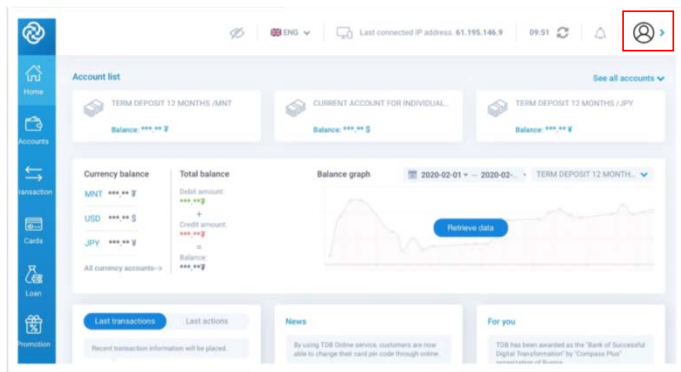 ENG
Last connected IP address. 61.195.146.9
09:51
Home
Accounts
Transaction
Cards
Loan
Promotion
Account list
See all accounts
TERM DEPOSIT 12 MONTHS /MNT
Balance: ***.** ₮
CURRENT ACCOUNT FOR INDIVIDUAL...
Balance: ***.** $
TERM DEPOSIT 12 MONTHS /JPY
Balance: ***.** ¥
Currency balance
MNT ***.** ₮
USD ***.** $
JPY ***.** ¥
All currency accounts->
Total balance
Debit amount:
***.**₮
+
Credit amount:
***.**₮
=
Balance:
***.**₮
Balance graph
2020-02-01 — 2020-02-..
TERM DEPOSIT 12 MONTH..
Retrieve data
Last transactions
Last actions
Recent transaction information will be placed.
News
By using TDB Online service, customers are now
able to change their card pin code through online.
For you
TDB has been awarded as the "Bank of Successful
Digital Transformation" by "Compass Plus"
organization of Russia